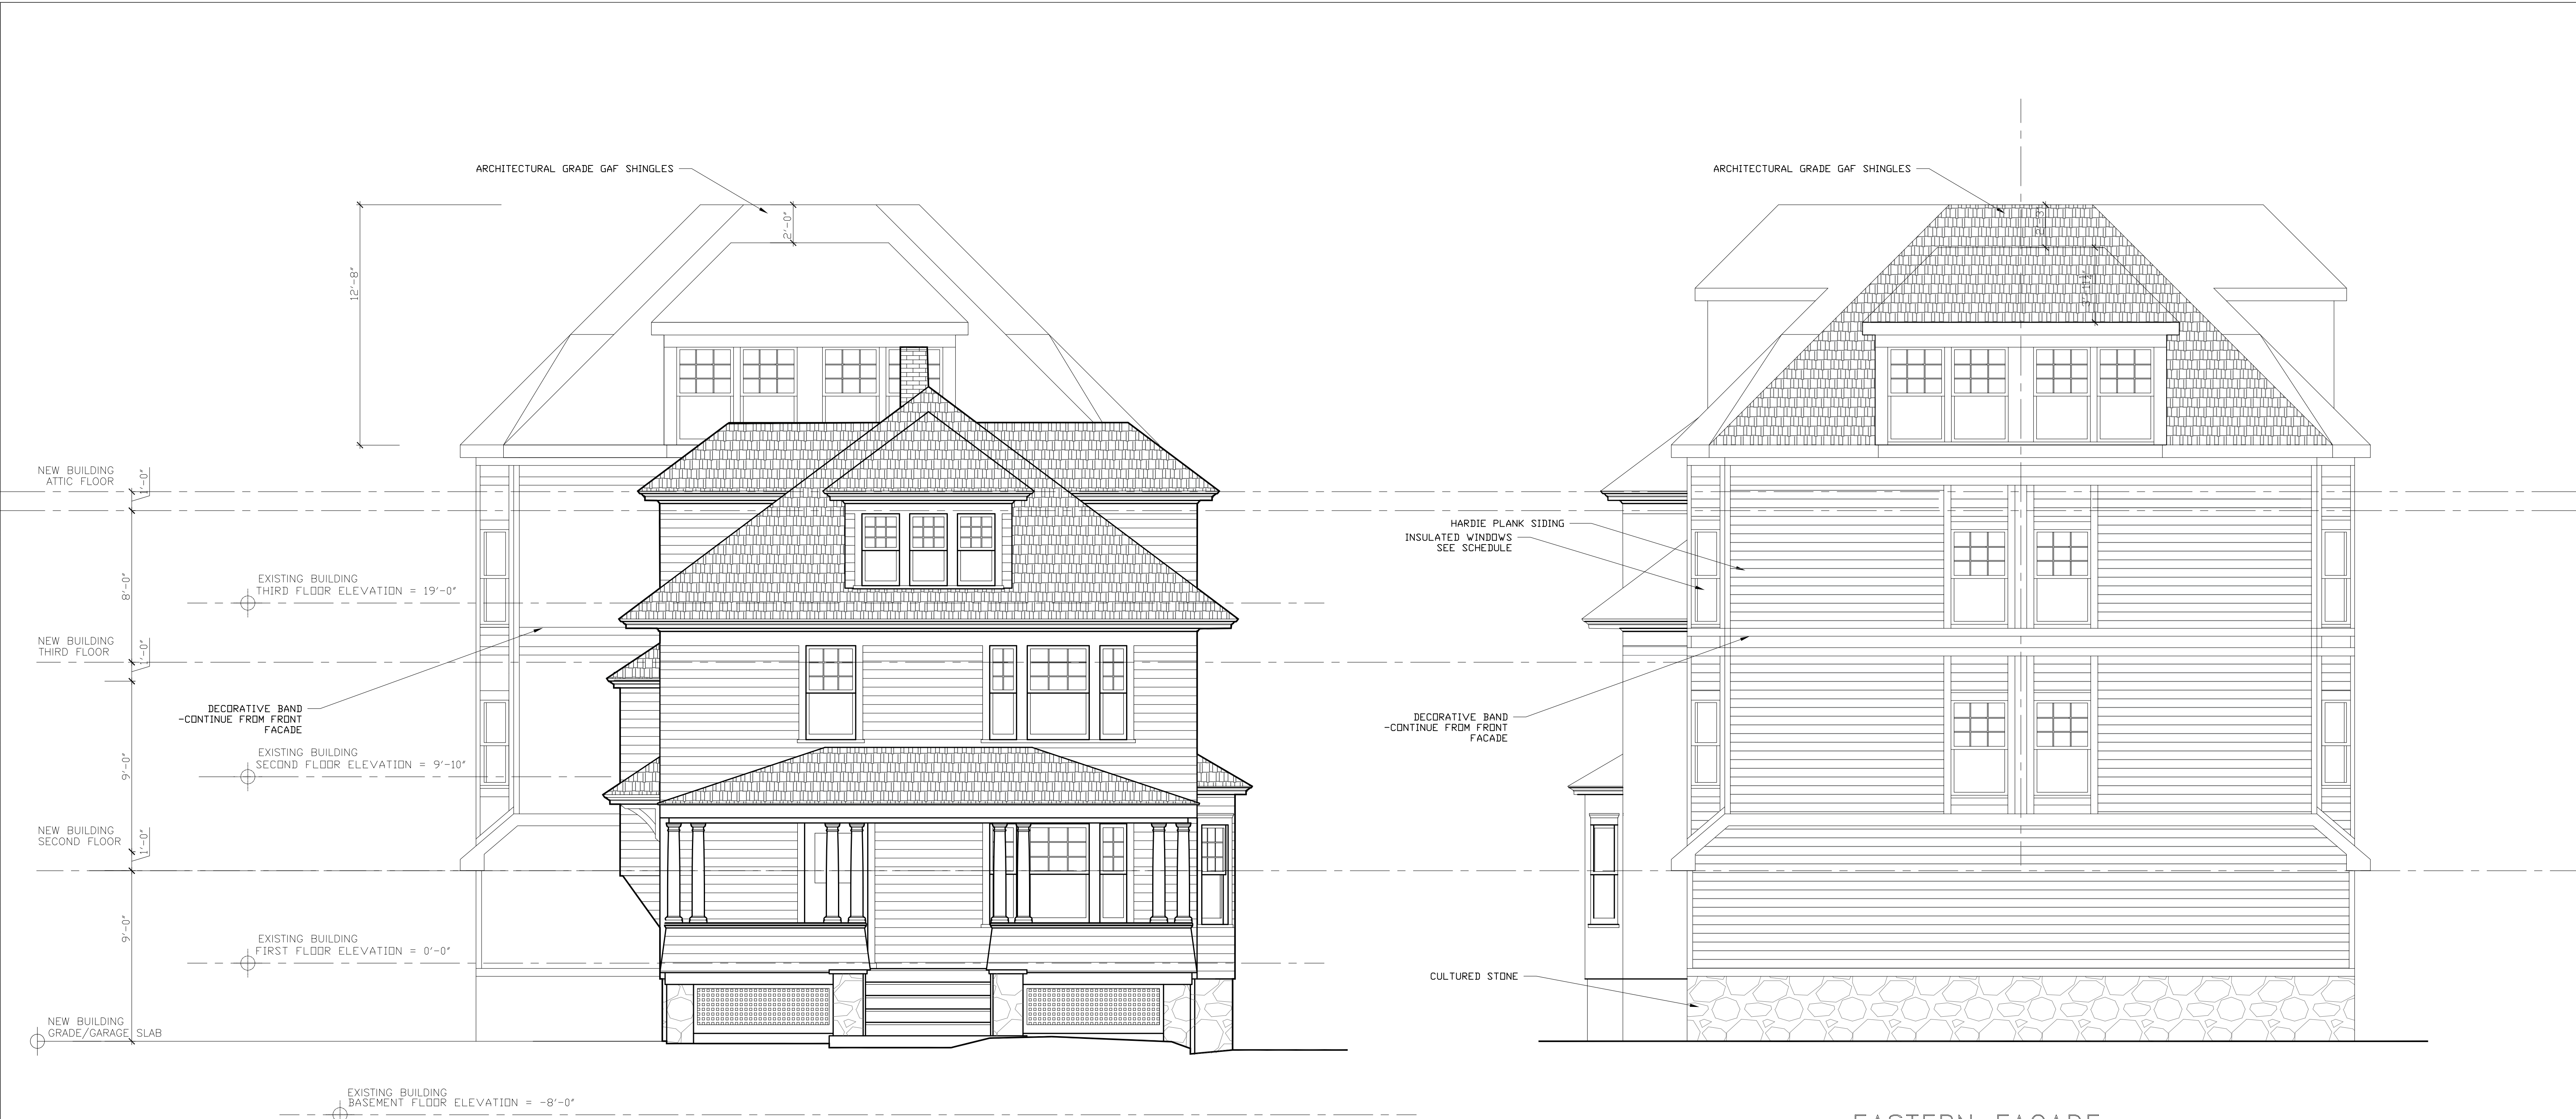 ARCHITECTURAL GRADE GAF SHINGLES
ARCHITECTURAL GRADE GAF SHINGLES
2'-0"
2'-3"
12'-8"
NEW BUILDING
ATTIC FLOOR
1'-0"
HARDIE PLANK SIDING
INSULATED WINDOWS
SEE SCHEDULE
8'-0"
EXISTING BUILDING
THIRD FLOOR ELEVATION = 19'-0"
NEW BUILDING
THIRD FLOOR
1'-0"
DECORATIVE BAND
-CONTINUE FROM FRONT
FACADE
DECORATIVE BAND
-CONTINUE FROM FRONT
FACADE
9'-0"
EXISTING BUILDING
SECOND FLOOR ELEVATION = 9'-10"
NEW BUILDING
SECOND FLOOR
1'-0"
9'-0"
EXISTING BUILDING
FIRST FLOOR ELEVATION = 0'-0"
CULTURED STONE
NEW BUILDING
GRADE/GARAGE SLAB
EXISTING BUILDING
BASEMENT FLOOR ELEVATION = -8'-0"
EASTERN FACADE